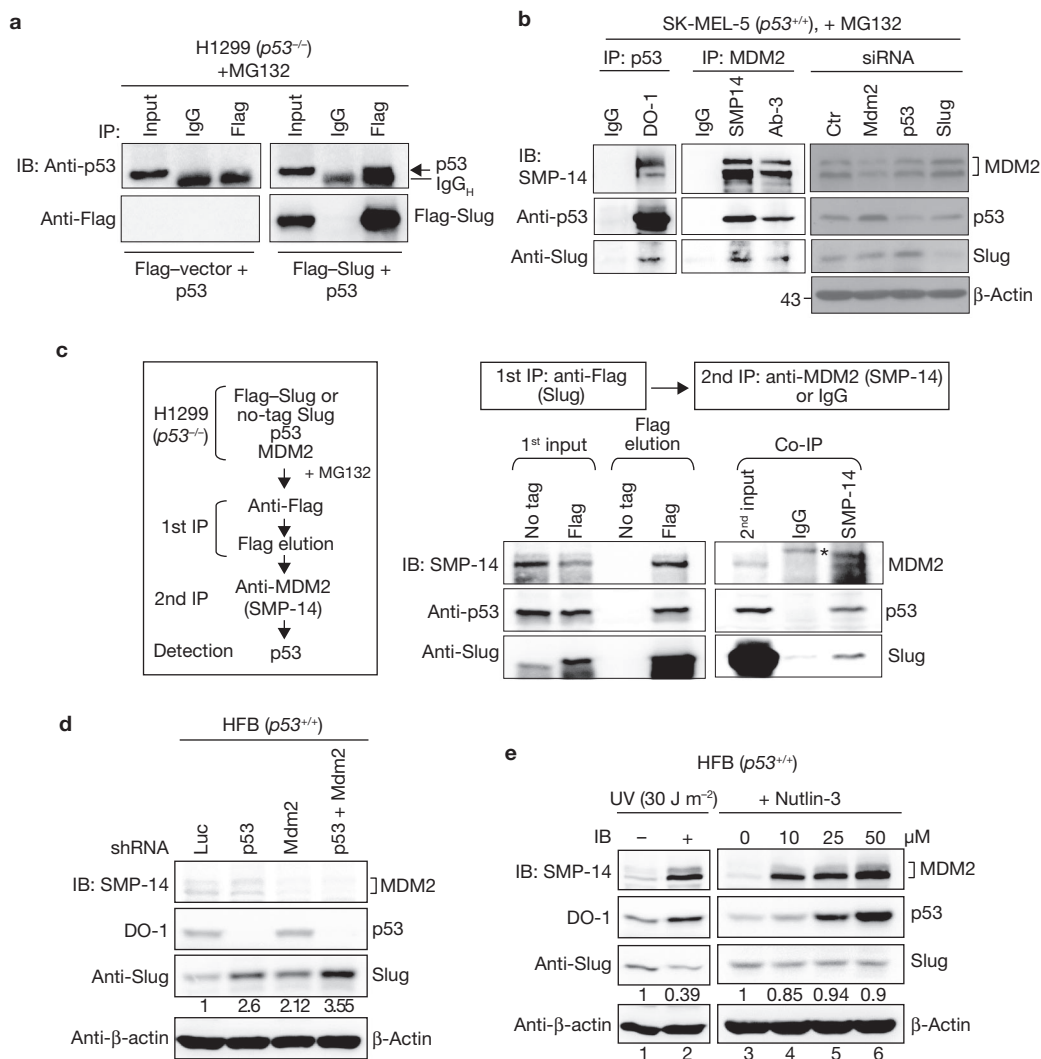 a
H1299 (p53–/–)
+MG132
IP:
Input
IgG
Flag
Input
IgG
Flag
IB: Anti-p53
p53
IgGH
Anti-Flag
Flag-Slug
Flag–vector +
p53
Flag–Slug +
p53
b
SK-MEL-5 (p53+/+), + MG132
IP: p53
IP: MDM2
siRNA
IgG
DO-1
IgG
SMP14
Ab-3
Ctr
Mdm2
p53
Slug
IB:
SMP-14
MDM2
Anti-p53
p53
Anti-Slug
Slug
43
β-Actin
c
H1299
(p53–/–)
Flag–Slug or
no-tag Slug
p53
MDM2
+ MG132
1st IP
Anti-Flag
Flag elution
2nd IP
Anti-MDM2
(SMP-14)
Detection
p53
1st IP: anti-Flag
(Slug)
2nd IP: anti-MDM2 (SMP-14)
or IgG
1st input
Flag
elution
Co-IP
No tag
Flag
No tag
Flag
2nd input
IgG
SMP-14
IB: SMP-14
*
MDM2
Anti-p53
p53
Anti-Slug
Slug
d
HFB (p53+/+)
shRNA
Luc
p53
Mdm2
p53 + Mdm2
IB: SMP-14
MDM2
DO-1
p53
Anti-Slug
Slug
1 2.6 2.12 3.55
Anti-β-actin
β-Actin
e
HFB (p53+/+)
UV (30 J m–2)
+ Nutlin-3
IB
– +
0 10 25 50 µM
IB: SMP-14
MDM2
DO-1
p53
Anti-Slug
Slug
1 0.39 1 0.85 0.94 0.9
Anti-β-actin
β-Actin
1 2 3 4 5 6